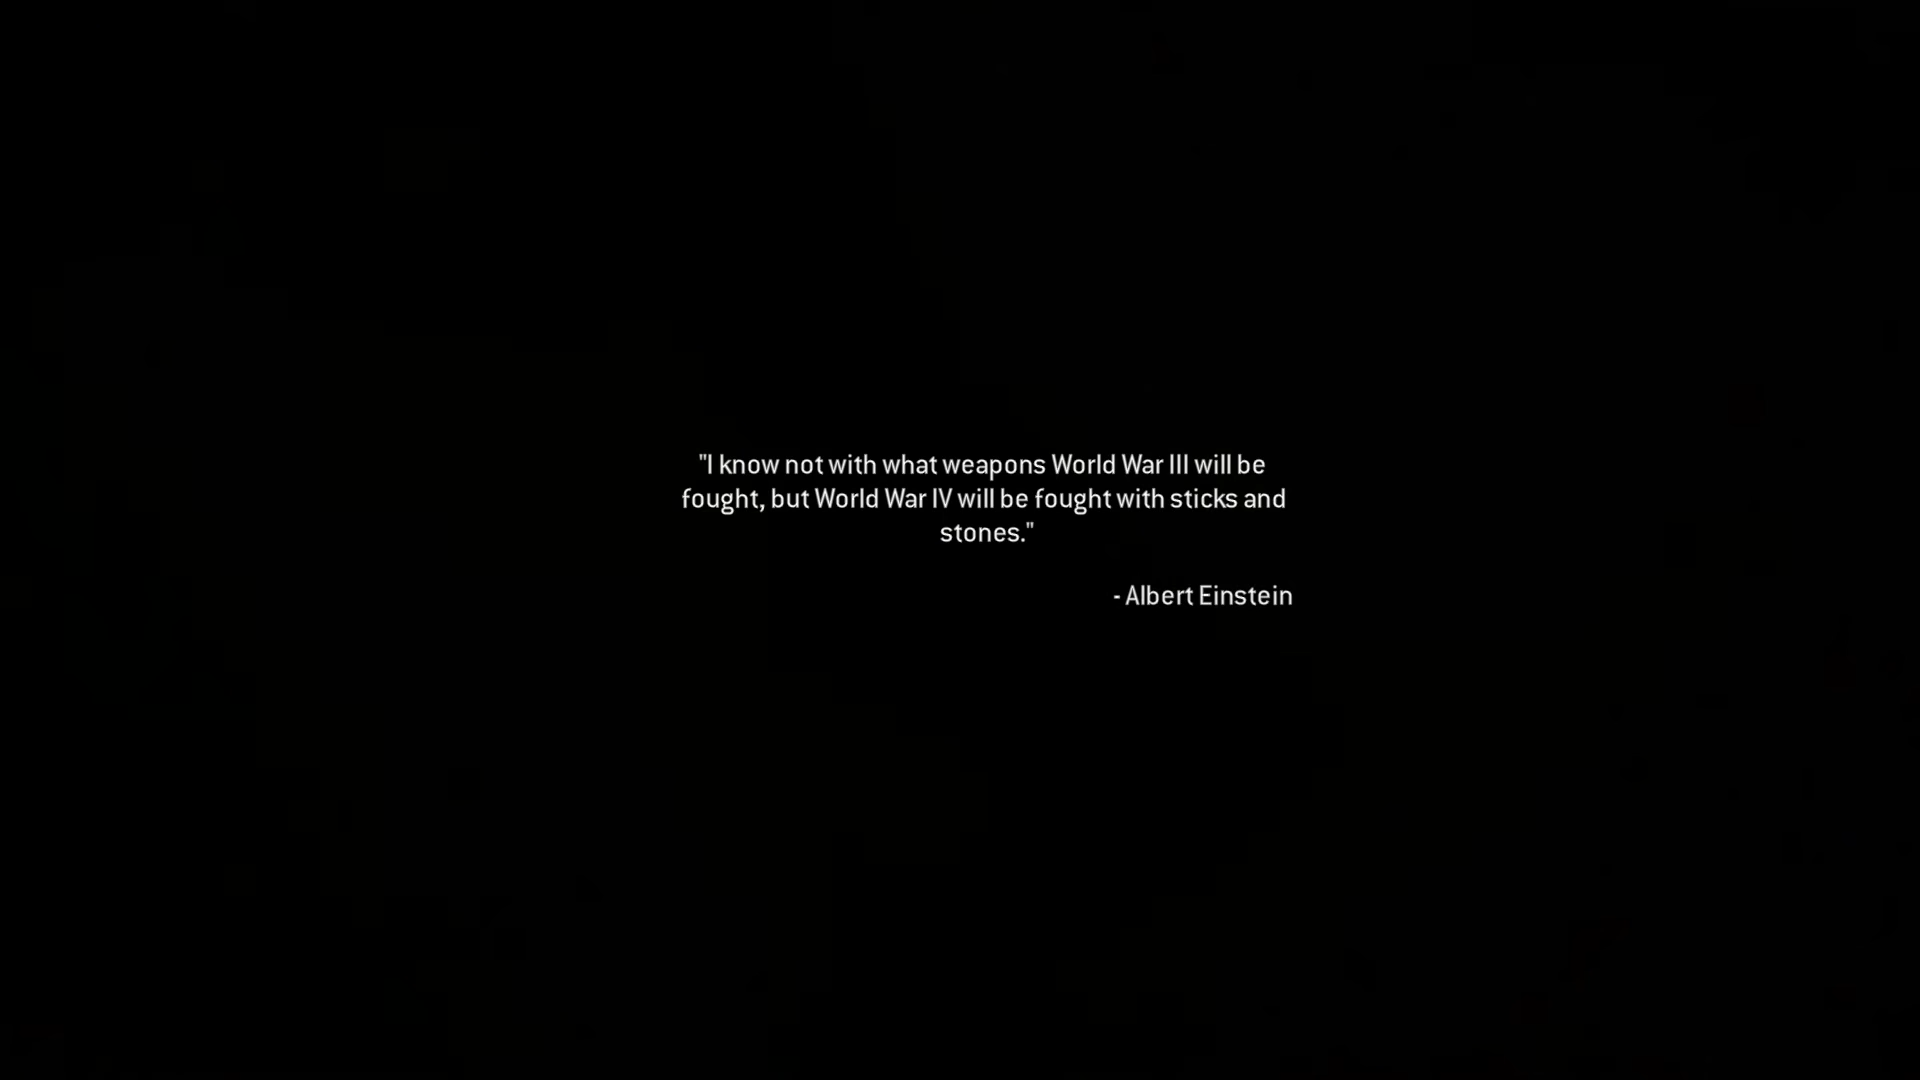 "I know not with what weapons World War III will be
fought, but World War IV will be fought with sticks and
stones."
- Albert Einstein